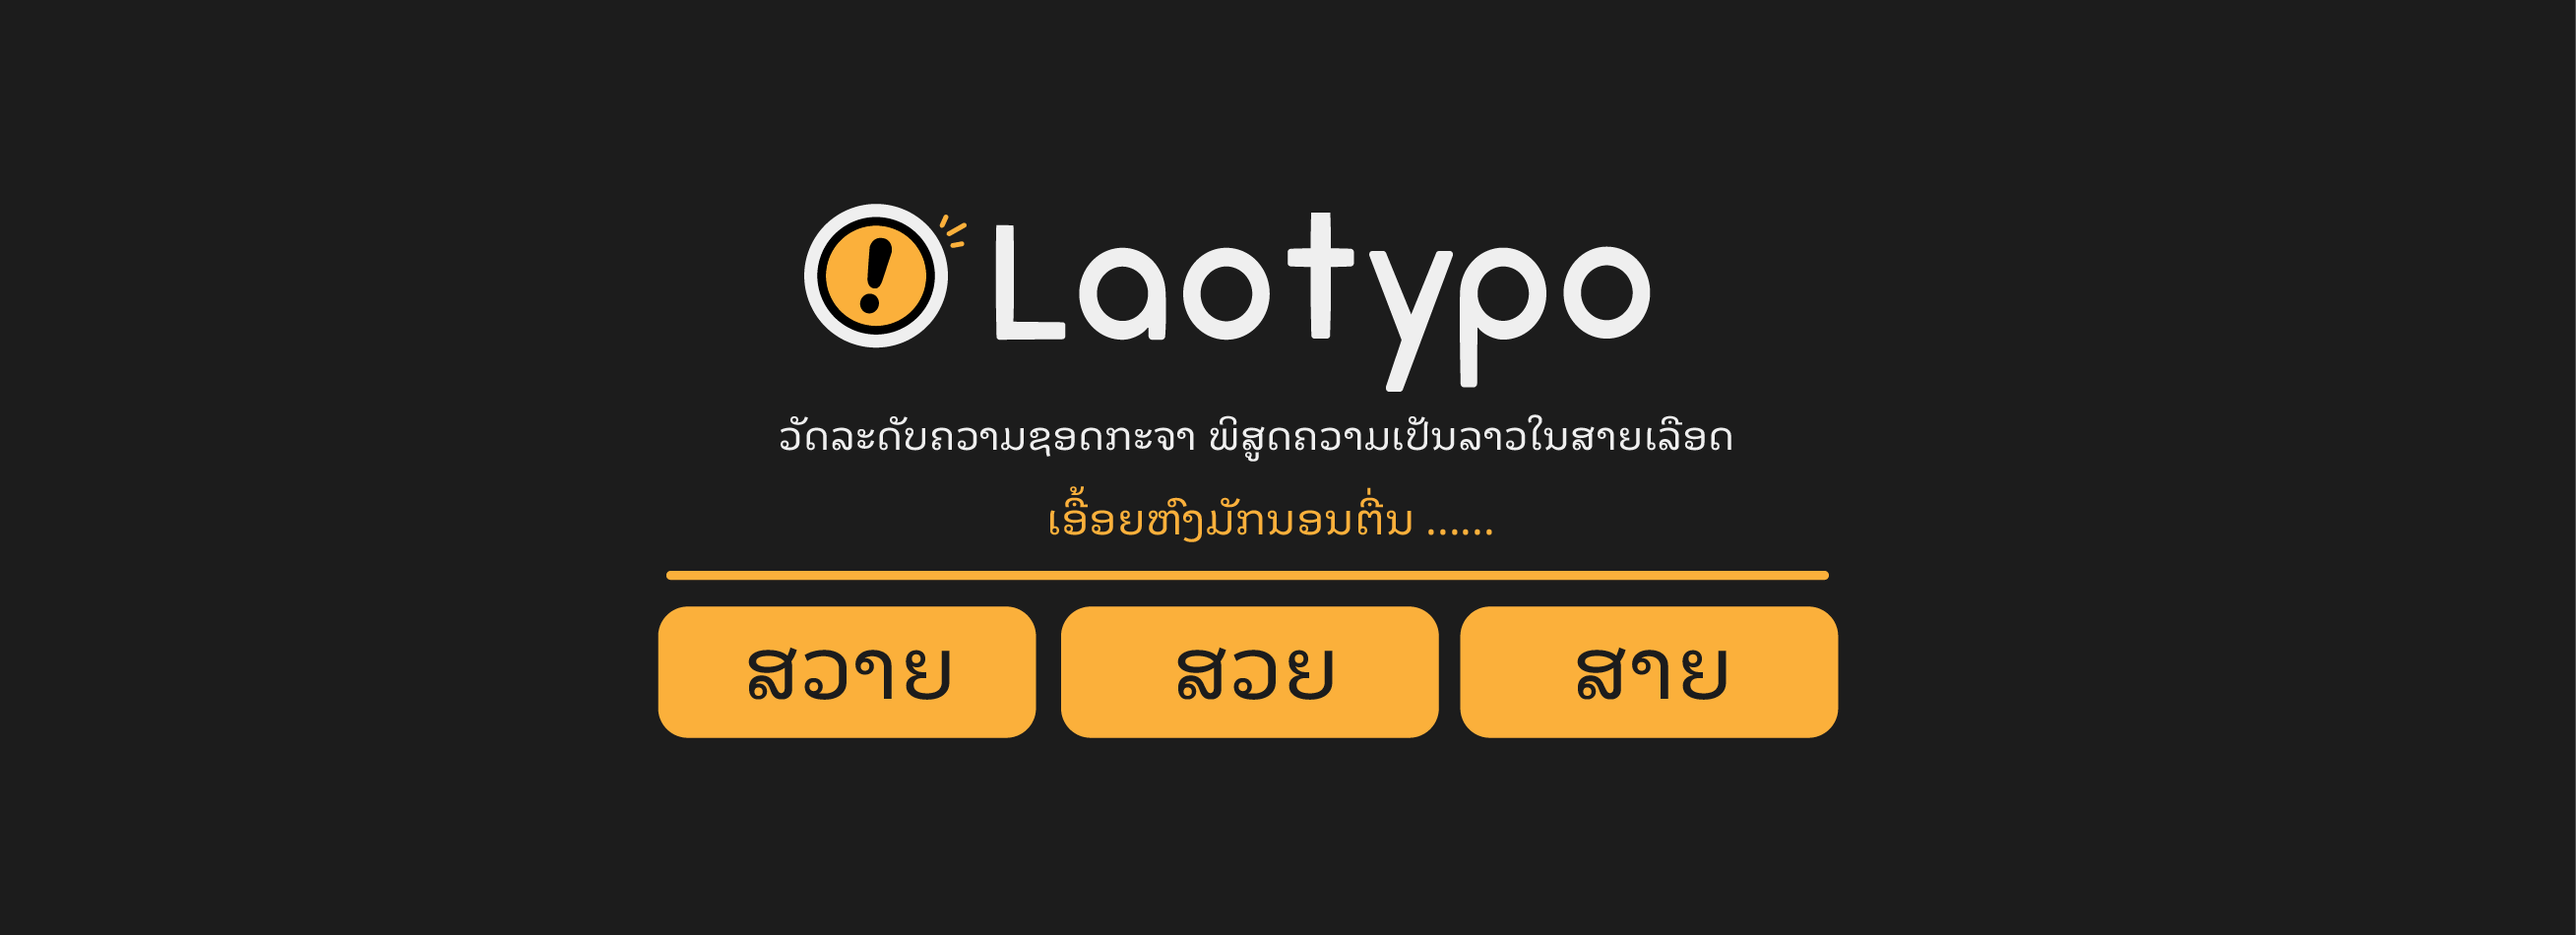 ! Laotypo
ວັດລະດັບຄວາມຊອດກະຈາ ພິສູດຄວາມເປັນລາວໃນສາຍເລືອດ
ເອື້ອຍຫົງມັກນອນຕື່ນ ......
ສວາຍ ສວຍ ສາຍ